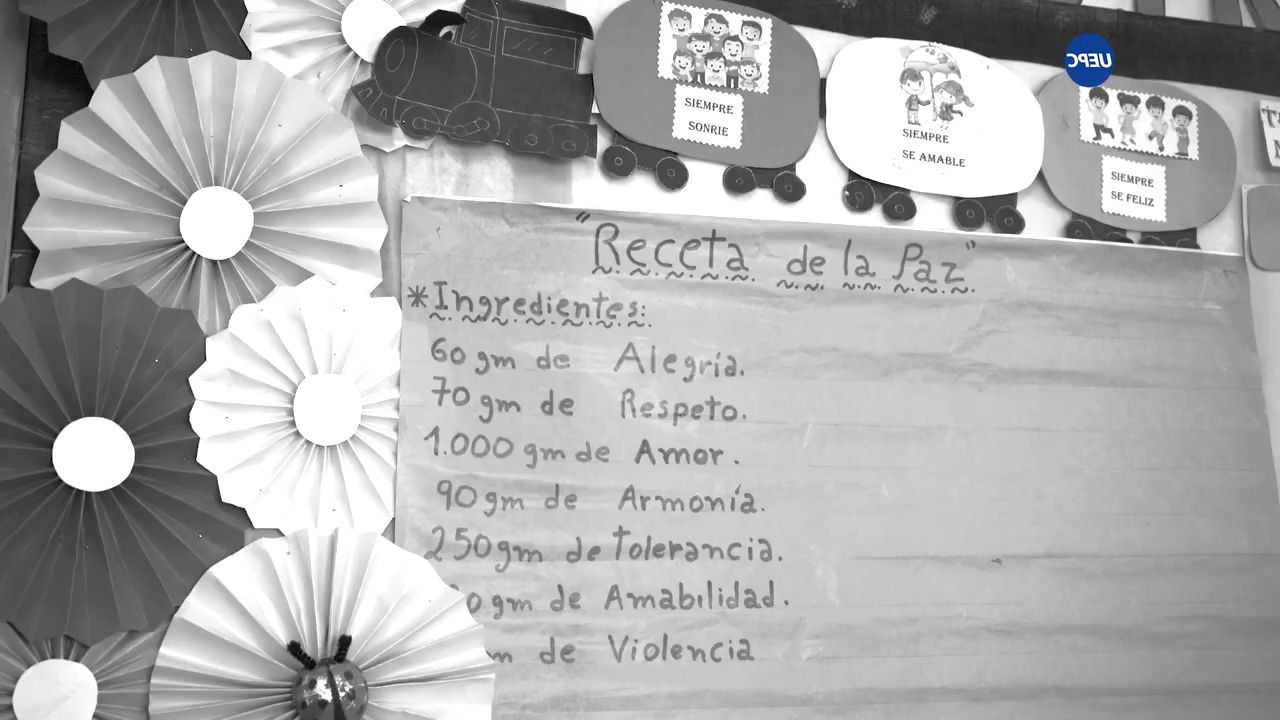 UEPC
SIEMPRE
SONRIE
SIEMPRE
SE AMABLE
SIEMPRE
SE FELIZ
"Receta de la Paz"
*Ingredientes:
60 gm de Alegría.
70 gm de Respeto.
1.000 gm de Amor.
90 gm de Armonía.
250 gm de tolerancia.
gm de Amabilidad.
de Violencia